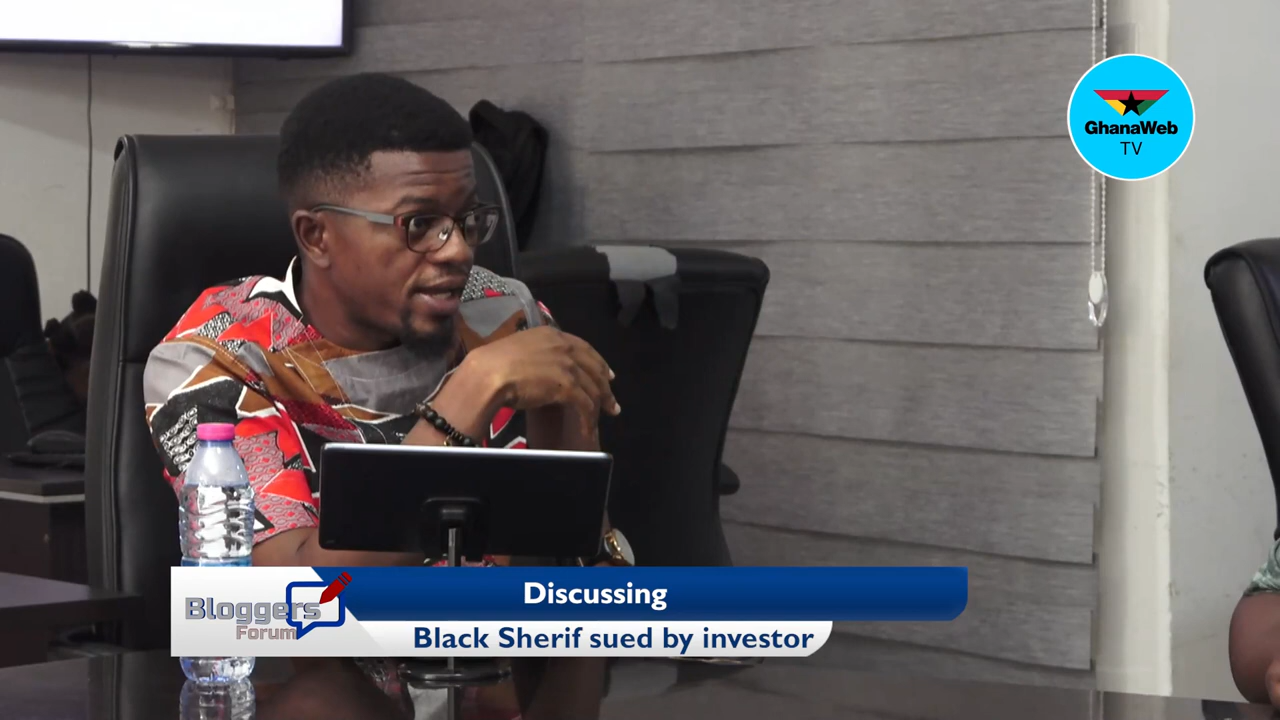 GhanaWeb
TV
Discussing
Bloggers
Forum
Black Sherif sued by investor